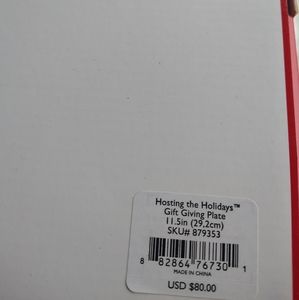 Hosting the Holidays™
Gift Giving Plate
11.5in (29.2cm)
SKU# 879353
8 82864 76730 1
MADE IN CHINA
USD $80.00